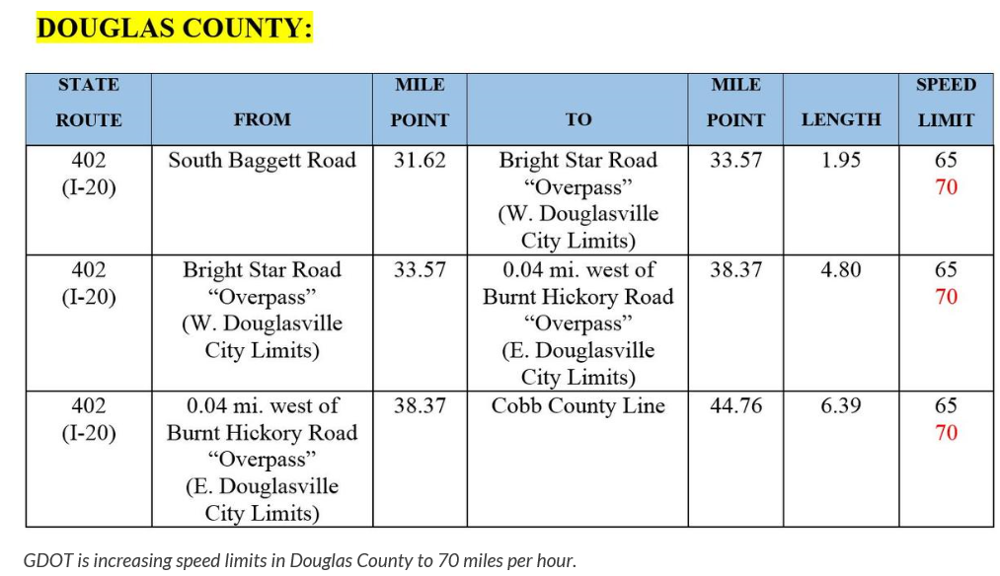 DOUGLAS COUNTY:
STATE ROUTE FROM MILE POINT TO MILE POINT LENGTH SPEED LIMIT
402 South Baggett Road 31.62 Bright Star Road 33.57 1.95 65
(I-20) “Overpass” 70
(W. Douglasville
City Limits)
402 Bright Star Road 33.57 0.04 mi. west of 38.37 4.80 65
(I-20) “Overpass” Burnt Hickory Road 70
(W. Douglasville “Overpass”
City Limits) (E. Douglasville
City Limits)
402 0.04 mi. west of 38.37 Cobb County Line 44.76 6.39 65
(I-20) Burnt Hickory Road 70
“Overpass”
(E. Douglasville
City Limits)
GDOT is increasing speed limits in Douglas County to 70 miles per hour.